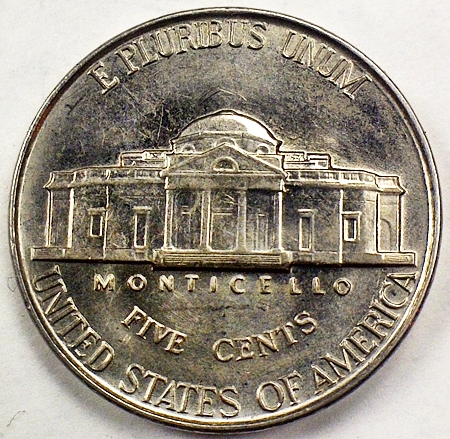 E PLURIBUS UNUM
MONTICELLO
FIVE CENTS
UNITED STATES OF AMERICA